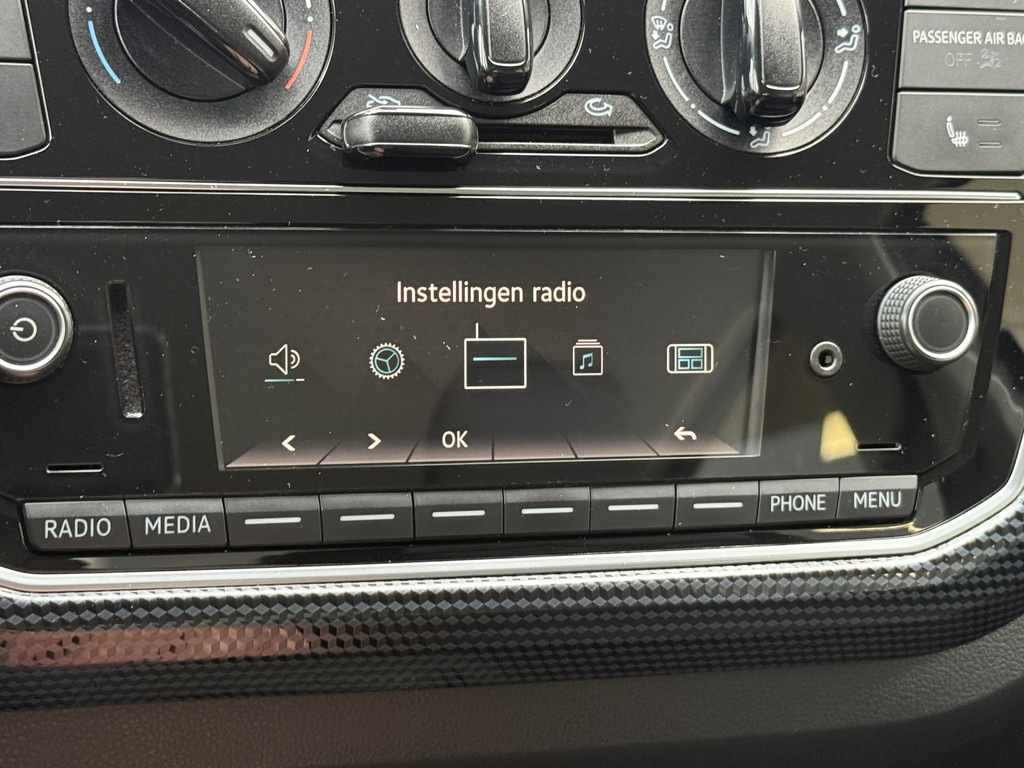 PASSENGER AIR BAG
OFF
Instellingen radio
OK
RADIO
MEDIA
PHONE
MENU